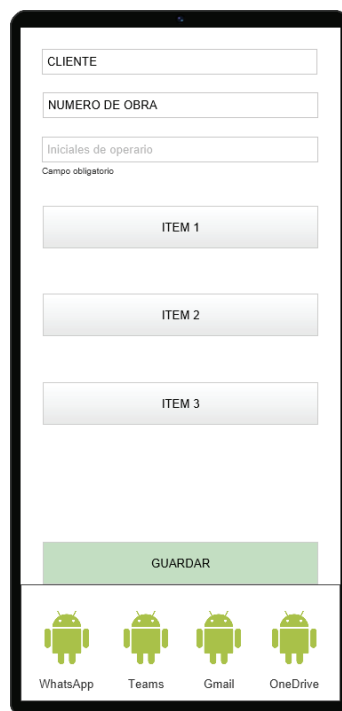 CLIENTE
NUMERO DE OBRA
Iniciales de operario
Campo obligatorio
ITEM 1
ITEM 2
ITEM 3
GUARDAR
WhatsApp Teams Gmail OneDrive